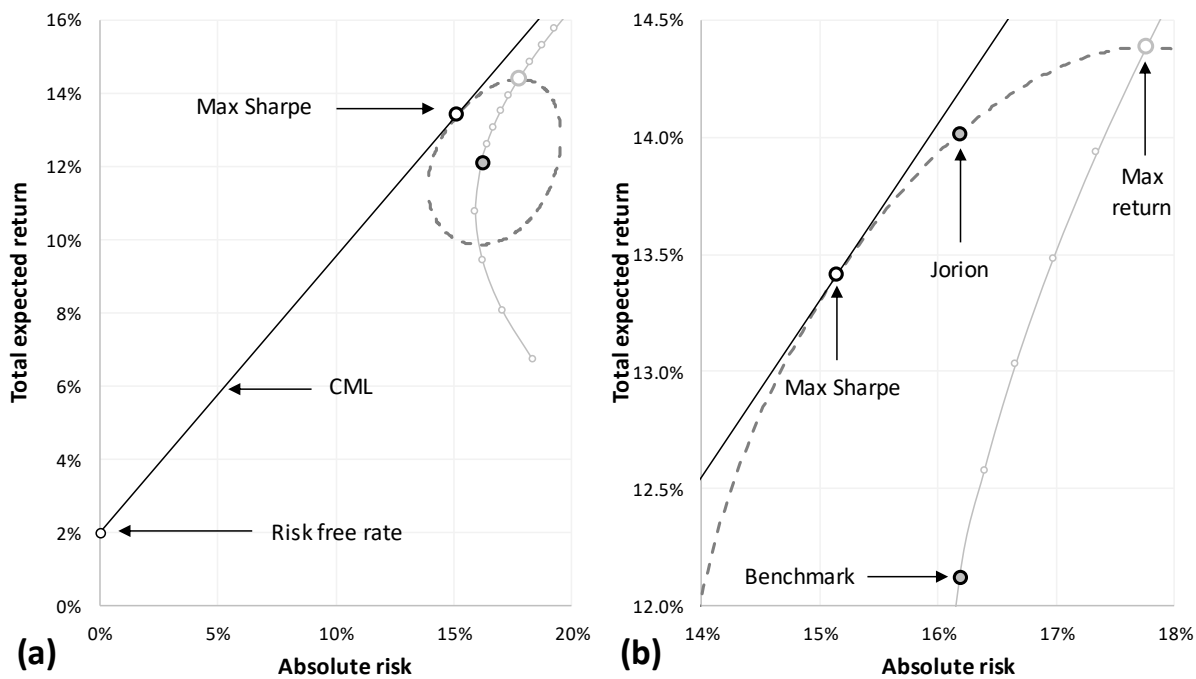 16%
14%
12%
10%
8%
6%
4%
2%
0%
Total expected return
Max Sharpe
CML
Risk free rate
0%
5%
10%
15%
20%
Absolute risk
(a)
14.5%
14.0%
13.5%
13.0%
12.5%
12.0%
Total expected return
Max
return
Jorion
Max Sharpe
Benchmark
14%
15%
16%
17%
18%
Absolute risk
(b)